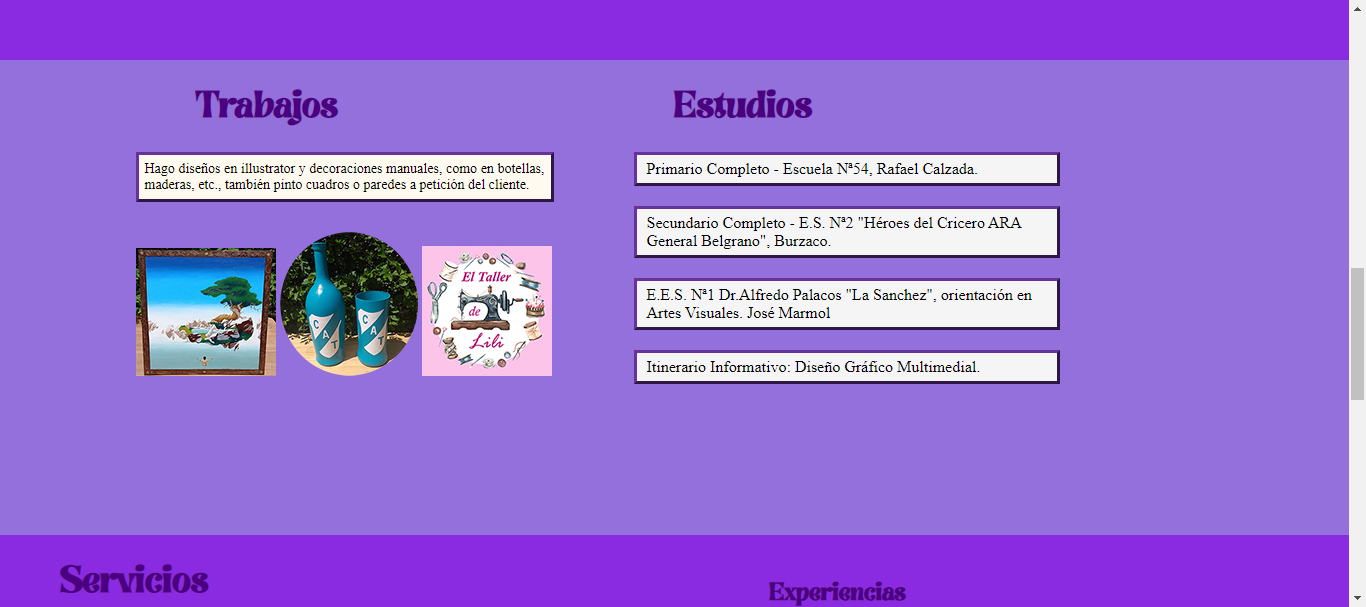 Trabajos
Hago diseños en illustrator y decoraciones manuales, como en botellas,
maderas, etc., también pinto cuadros o paredes a petición del cliente.
CAT
CAT
El Taller
de
Lili
Estudios
Primario Completo - Escuela Nª54, Rafael Calzada.
Secundario Completo - E.S. Nª2 "Héroes del Cricero ARA
General Belgrano", Burzaco.
E.E.S. Nª1 Dr.Alfredo Palacos "La Sanchez", orientación en
Artes Visuales. José Marmol
Itinerario Informativo: Diseño Gráfico Multimedial.
Servicios
Experiencias